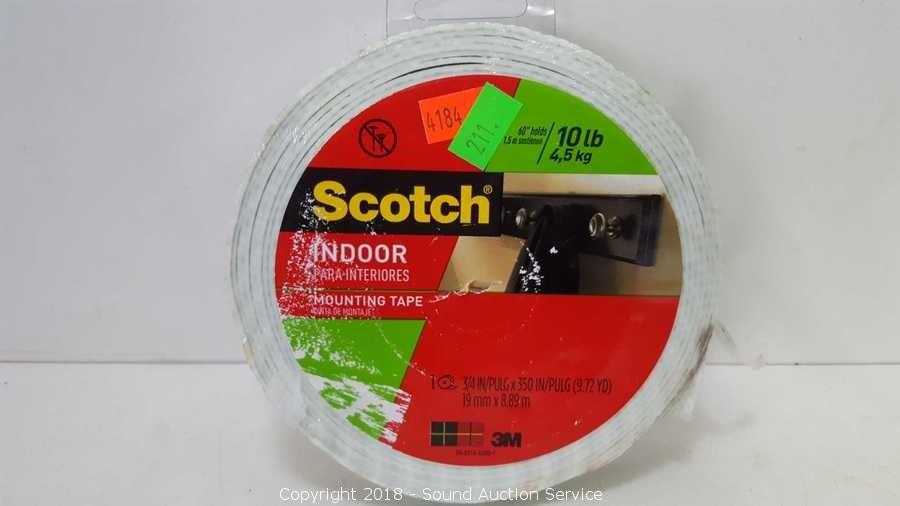 4184
211.
60" holds
1.5 m sostienen
10 lb
4,5 kg
Scotch®
INDOOR
PARA INTERIORES
MOUNTING TAPE
CINTA DE MONTAJE
1
3/4 IN/PULG x 350 IN/PULG (9.72 YD)
19 mm x 8.89 m
3M
Copyright 2018 - Sound Auction Service